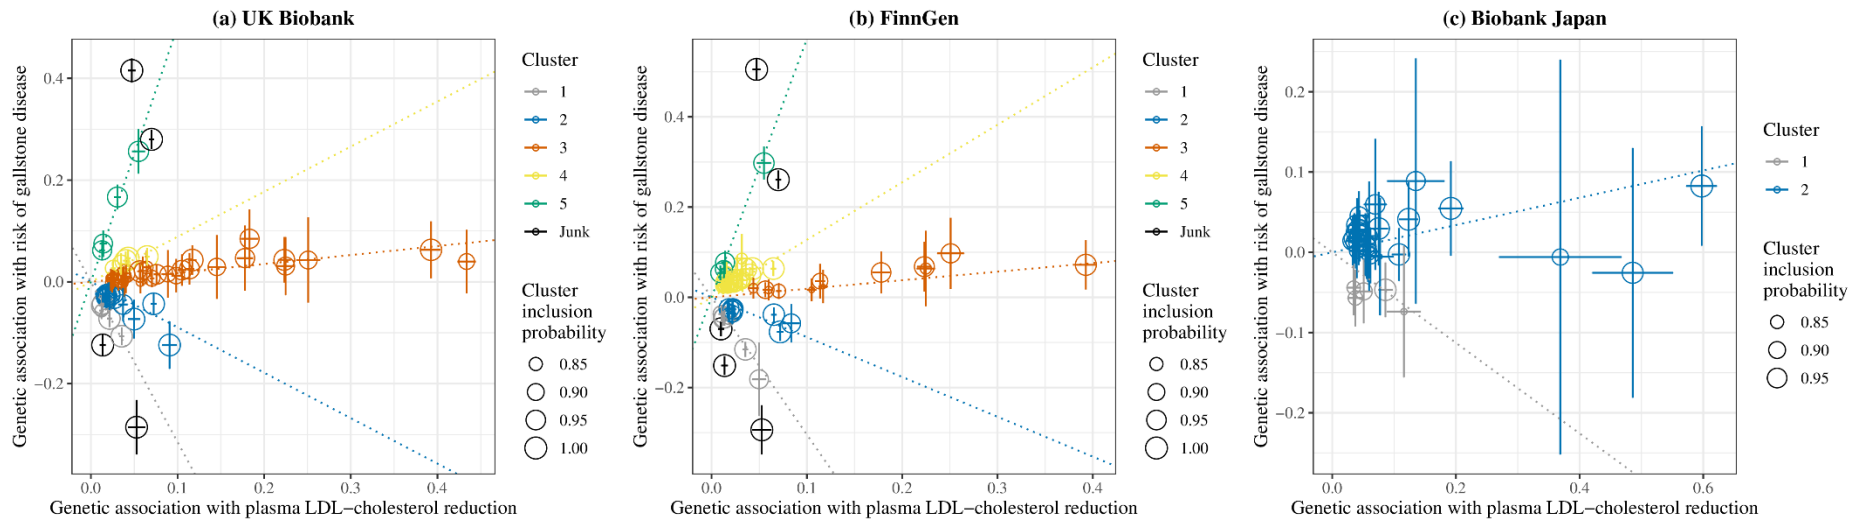 (a) UK Biobank
Genetic association with risk of gallstone disease
0.4
0.2
0.0
−0.2
0.0
0.1
0.2
0.3
0.4
Genetic association with plasma LDL−cholesterol reduction
Cluster
1
2
3
4
5
Junk
Cluster
inclusion
probability
0.85
0.90
0.95
1.00
(b) FinnGen
Genetic association with risk of gallstone disease
0.4
0.2
0.0
−0.2
0.0
0.1
0.2
0.3
0.4
Genetic association with plasma LDL−cholesterol reduction
Cluster
1
2
3
4
5
Junk
Cluster
inclusion
probability
0.85
0.90
0.95
1.00
(c) Biobank Japan
Genetic association with risk of gallstone disease
0.2
0.1
0.0
−0.1
−0.2
0.0
0.2
0.4
0.6
Genetic association with plasma LDL−cholesterol reduction
Cluster
1
2
Cluster
inclusion
probability
0.85
0.90
0.95